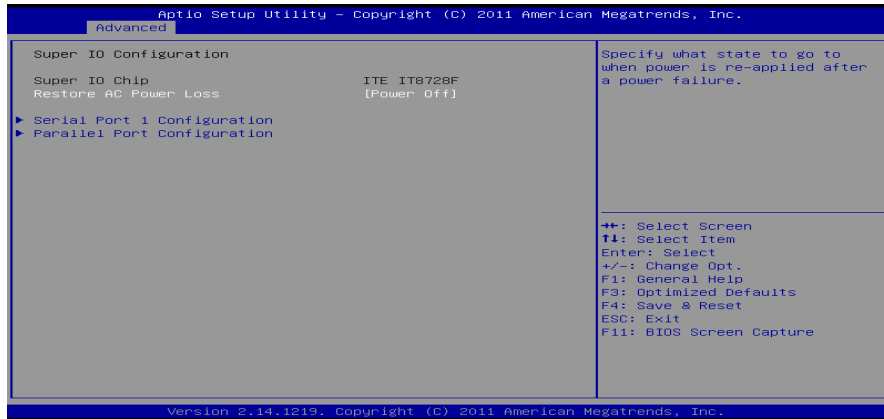 Aptio Setup Utility – Copyright (C) 2011 American Megatrends, Inc.
Advanced
Super IO Configuration
Super IO Chip ITE IT8728F
Restore AC Power Loss [Power Off]
▶ Serial Port 1 Configuration
▶ Parallel Port Configuration
Specify what state to go to
when power is re-applied after
a power failure.
→←: Select Screen
↑↓: Select Item
Enter: Select
+/-: Change Opt.
F1: General Help
F3: Optimized Defaults
F4: Save & Reset
ESC: Exit
F11: BIOS Screen Capture
Version 2.14.1219. Copyright (C) 2011 American Megatrends, Inc.